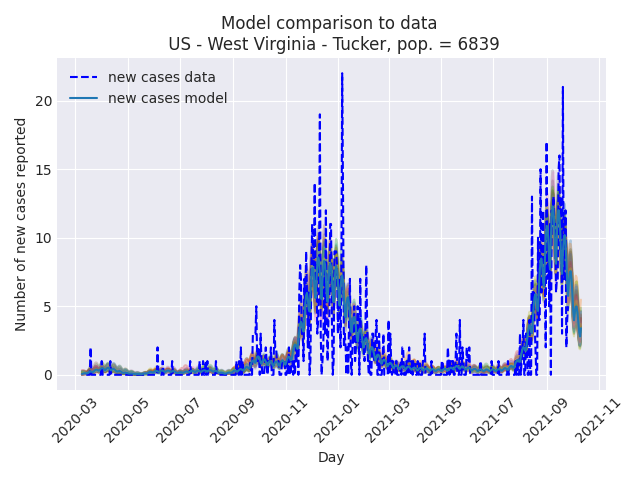 Model comparison to data
US - West Virginia - Tucker, pop. = 6839
new cases data
new cases model
Number of new cases reported
20
15
10
5
0
2020-03
2020-05
2020-07
2020-09
2020-11
2021-01
2021-03
2021-05
2021-07
2021-09
2021-11
Day